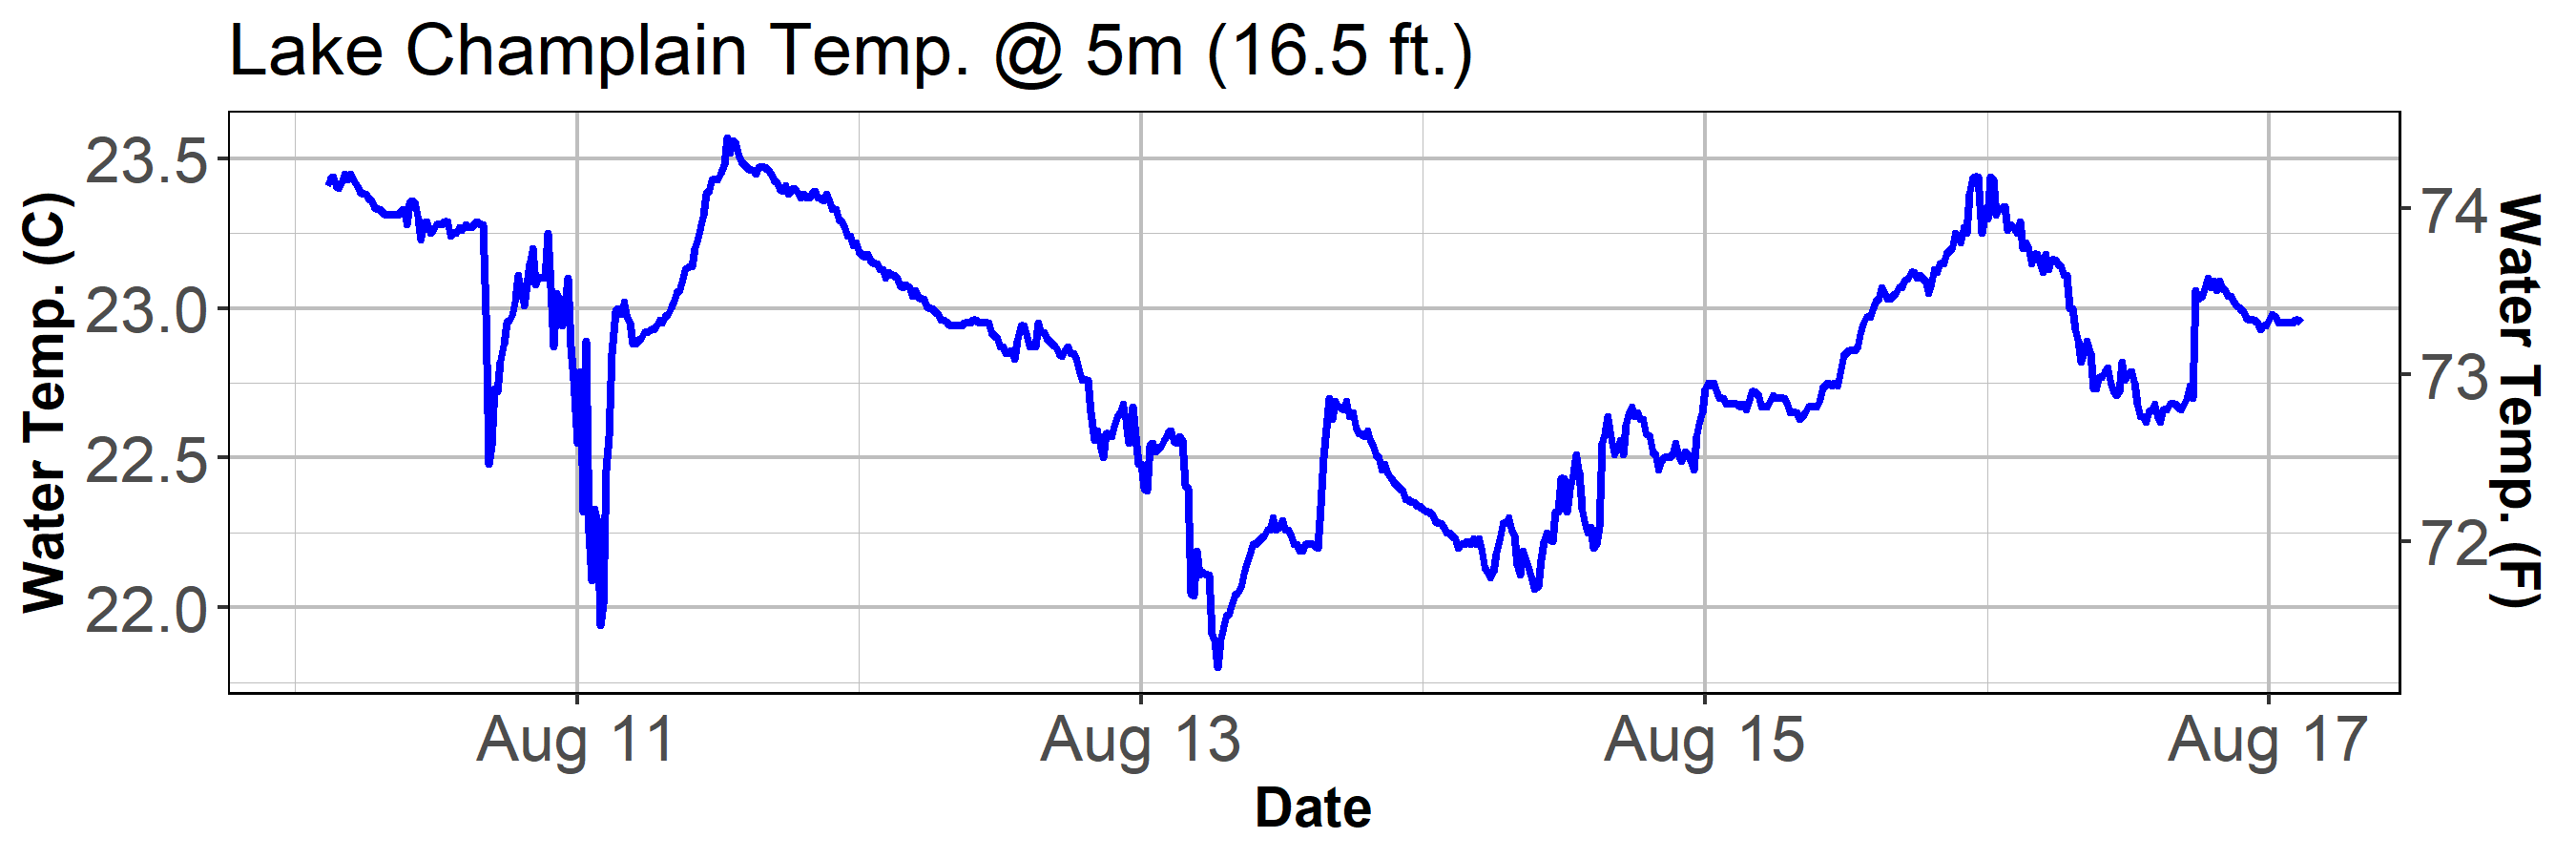 Lake Champlain Temp. @ 5m (16.5 ft.)
Water Temp. (C)
23.5
23.0
22.5
22.0
74
73
72
Water Temp. (F)
Aug 11
Aug 13
Aug 15
Aug 17
Date